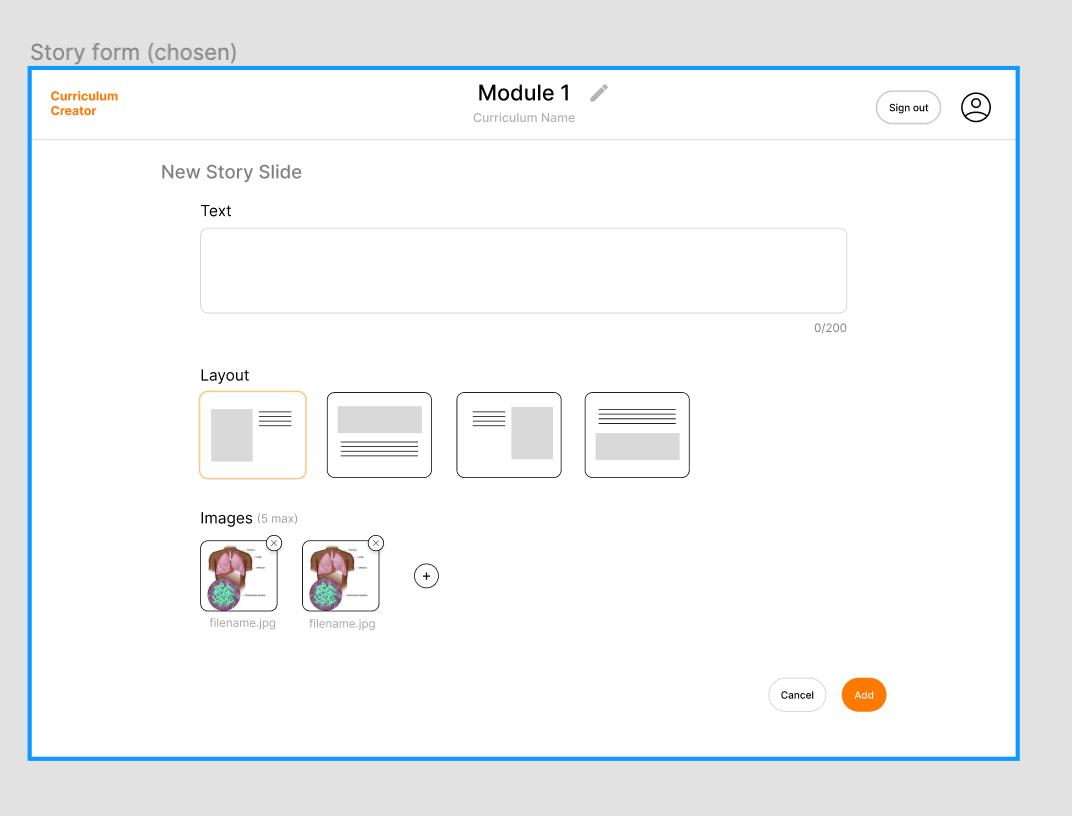 Story form (chosen)
Curriculum
Creator
Module 1
Curriculum Name
Sign out
New Story Slide
Text
0/200
Layout
Images (5 max)
filename.jpg
filename.jpg
Cancel
Add